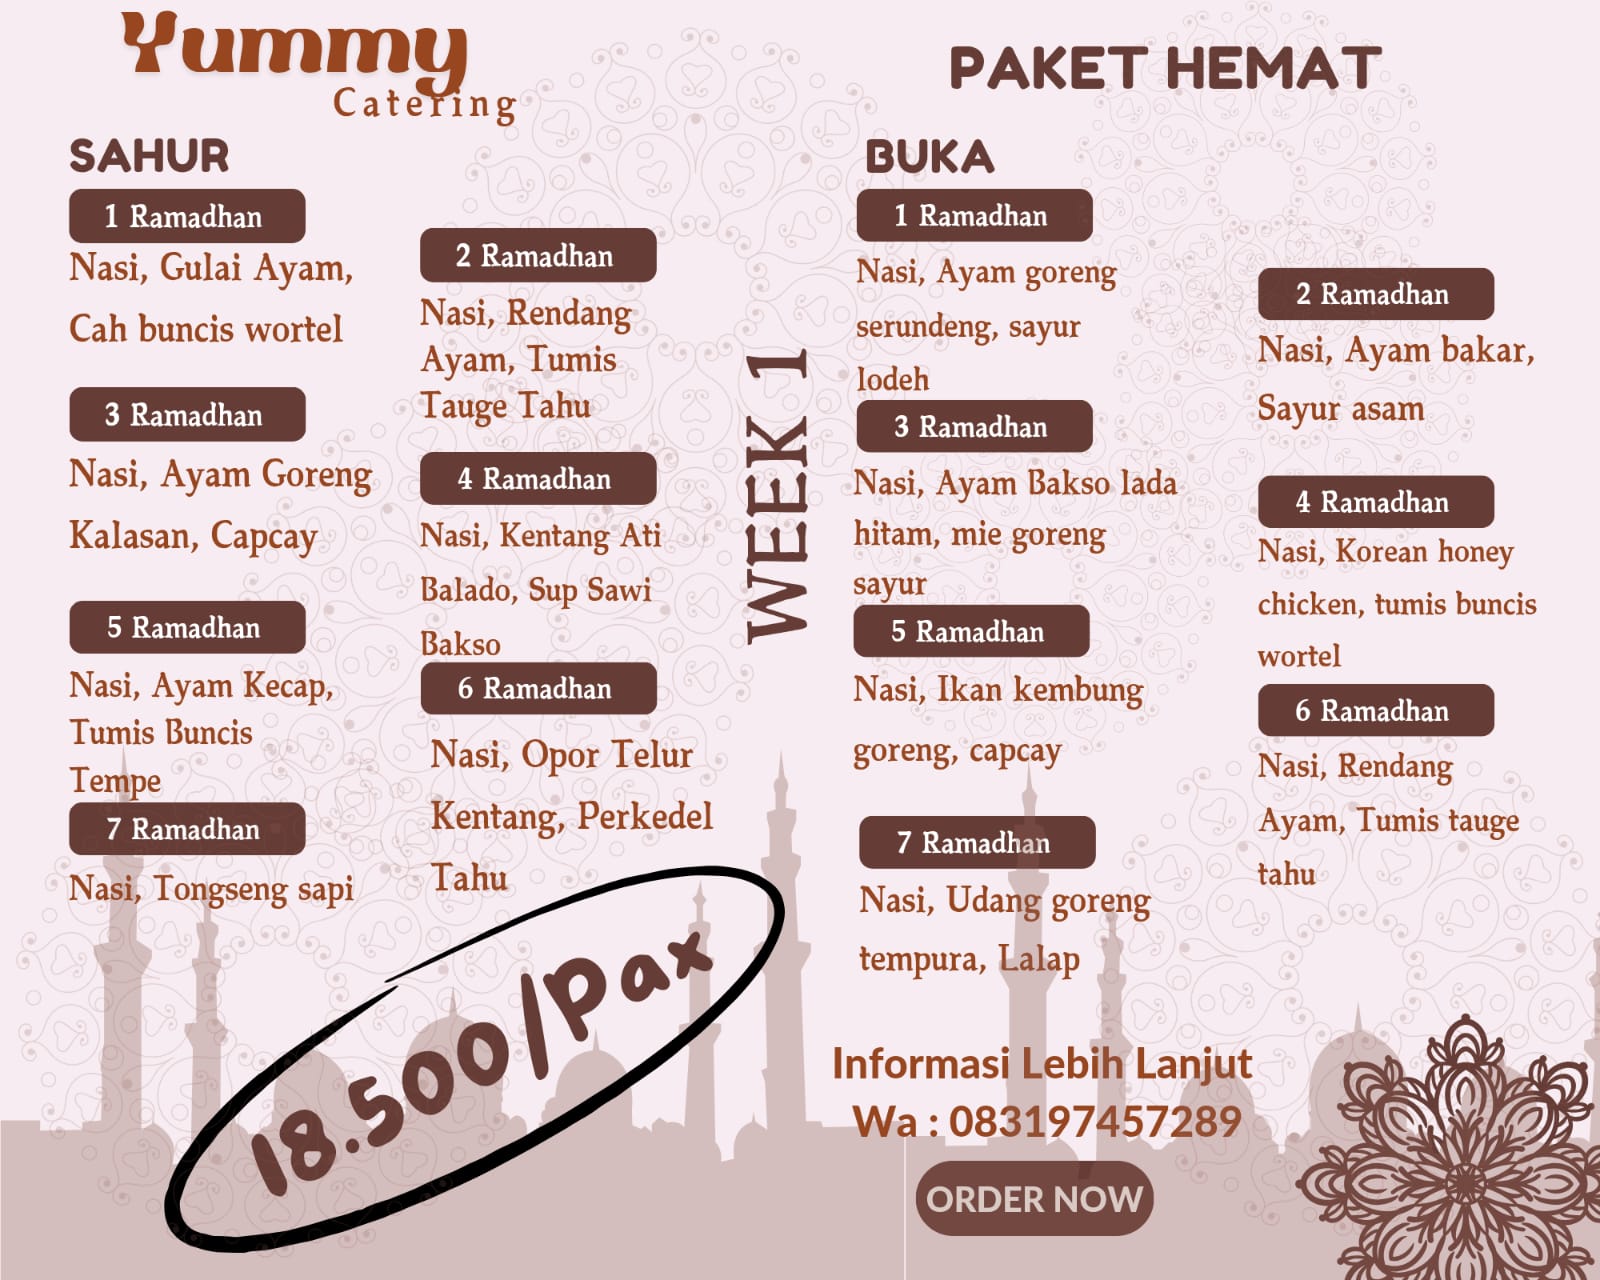 Yummy
Catering
PAKET HEMAT
SAHUR
1 Ramadhan
Nasi, Gulai Ayam,
Cah buncis wortel
2 Ramadhan
Nasi, Rendang
Ayam, Tumis
Tauge Tahu
3 Ramadhan
Nasi, Ayam Goreng
Kalasan, Capcay
4 Ramadhan
Nasi, Kentang Ati
Balado, Sup Sawi
Bakso
5 Ramadhan
Nasi, Ayam Kecap,
Tumis Buncis
Tempe
6 Ramadhan
Nasi, Opor Telur
Kentang, Perkedel
Tahu
7 Ramadhan
Nasi, Tongseng sapi
18.500/Pax
WEEK 1
BUKA
1 Ramadhan
Nasi, Ayam goreng
serundeng, sayur
lodeh
2 Ramadhan
Nasi, Ayam bakar,
Sayur asam
3 Ramadhan
Nasi, Ayam Bakso lada
hitam, mie goreng
sayur
4 Ramadhan
Nasi, Korean honey
chicken, tumis buncis
wortel
5 Ramadhan
Nasi, Ikan kembung
goreng, capcay
6 Ramadhan
Nasi, Rendang
Ayam, Tumis tauge
tahu
7 Ramadhan
Nasi, Udang goreng
tempura, Lalap
Informasi Lebih Lanjut
Wa : 083197457289
ORDER NOW